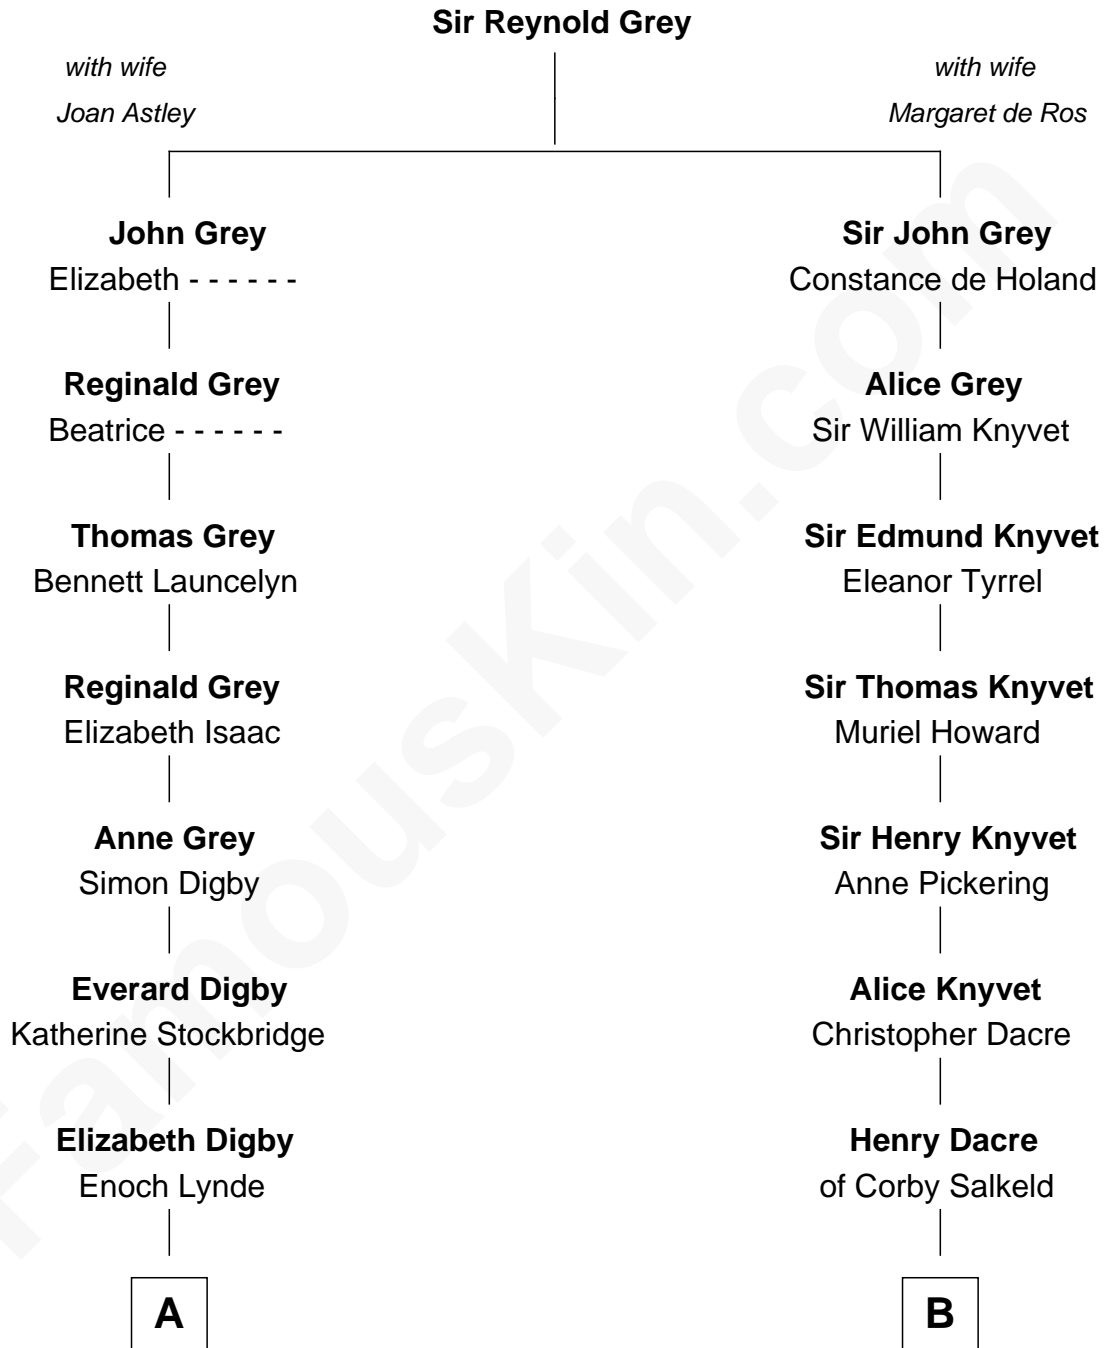 Sir Reynold Grey
with wife
Joan Astley
with wife
Margaret de Ros
John Grey
Elizabeth - - - - - -
Sir John Grey
Constance de Holand
Reginald Grey
Beatrice - - - - - -
Alice Grey
Sir William Knyvet
Thomas Grey
Bennett Launcelyn
Sir Edmund Knyvet
Eleanor Tyrrel
Reginald Grey
Elizabeth Isaac
Sir Thomas Knyvet
Muriel Howard
Anne Grey
Simon Digby
Sir Henry Knyvet
Anne Pickering
Everard Digby
Katherine Stockbridge
Alice Knyvet
Christopher Dacre
Elizabeth Digby
Enoch Lynde
Henry Dacre
of Corby Salkeld
A
B
FamousKin.com